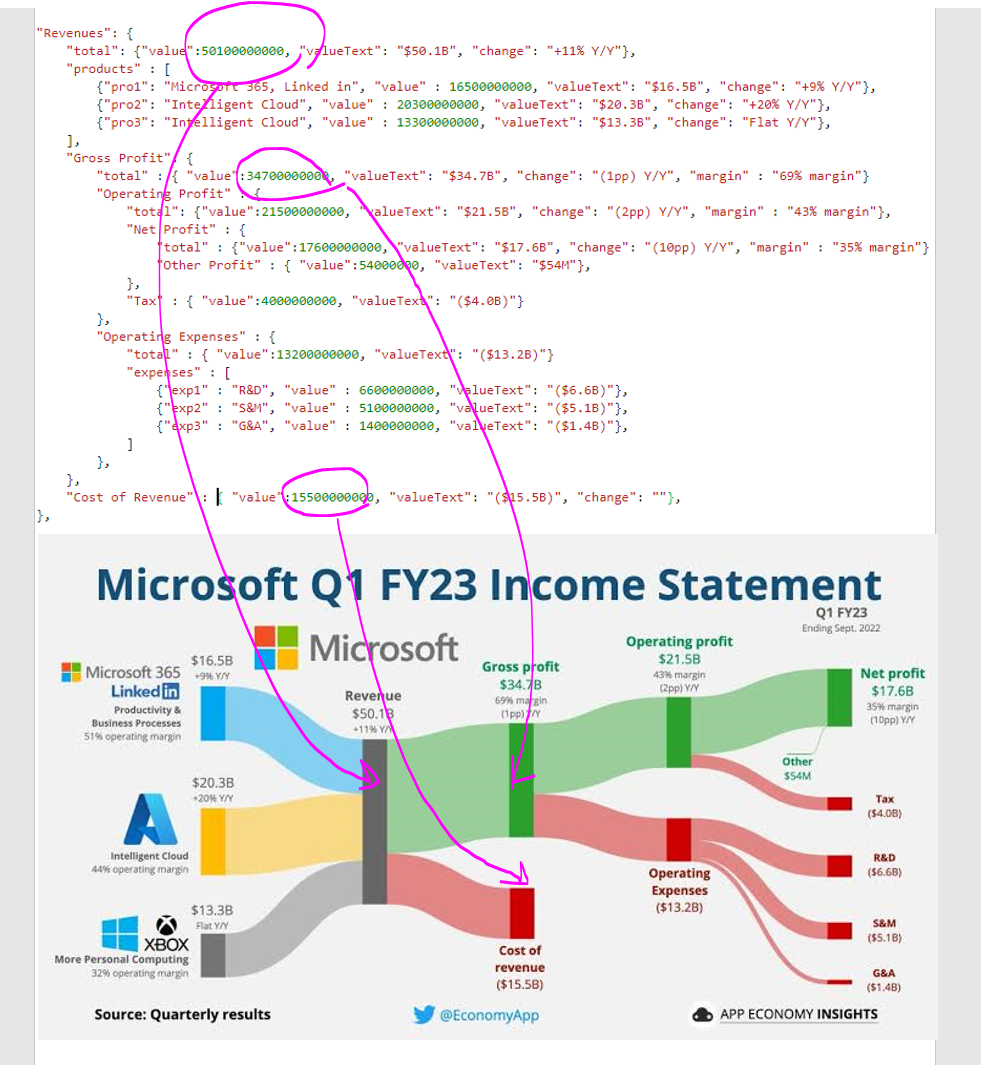 "Revenues": {
"total": {"value":50100000000, "valueText": "$50.1B", "change": "+11% Y/Y"},
"products" : [
{"pro1": "Microsoft 365, Linked in", "value" : 16500000000, "valueText": "$16.5B", "change": "+9% Y/Y"},
{"pro2": "Intelligent Cloud", "value" : 20300000000, "valueText": "$20.3B", "change": "+20% Y/Y"},
{"pro3": "Intelligent Cloud", "value" : 13300000000, "valueText": "$13.3B", "change": "Flat Y/Y"},
],
"Gross Profit": {
"total" : { "value":34700000000, "valueText": "$34.7B", "change": "(1pp) Y/Y", "margin" : "69% margin"}
"Operating Profit" : {
"total": {"value":21500000000, "valueText": "$21.5B", "change": "(2pp) Y/Y", "margin" : "43% margin"},
"Net Profit" : {
"total" : {"value":17600000000, "valueText": "$17.6B", "change": "(10pp) Y/Y", "margin" : "35% margin"}
"Other Profit" : { "value":54000000, "valueText": "$54M"},
},
"Tax" : { "value":4000000000, "valueText": "($4.0B)"}
},
"Operating Expenses" : {
"total" : { "value":13200000000, "valueText": "($13.2B)"}
"expenses" : [
{"exp1" : "R&D", "value" : 6600000000, "valueText": "($6.6B)"},
{"exp2" : "S&M", "value" : 5100000000, "valueText": "($5.1B)"},
{"exp3" : "G&A", "value" : 1400000000, "valueText": "($1.4B)"},
]
},
},
"Cost of Revenue" : { "value":15500000000, "valueText": "($15.5B)", "change": ""},
},
Microsoft Q1 FY23 Income Statement
Q1 FY23
Ending Sept. 2022
Microsoft
Microsoft 365
LinkedIn
Productivity &
Business Processes
51% operating margin
$16.5B
+9% Y/Y
Intelligent Cloud
44% operating margin
$20.3B
+20% Y/Y
XBOX
More Personal Computing
32% operating margin
$13.3B
Flat Y/Y
Revenue
$50.1B
+11% Y/Y
Gross profit
$34.7B
69% margin
(1pp) Y/Y
Cost of
revenue
($15.5B)
Operating profit
$21.5B
43% margin
(2pp) Y/Y
Operating
Expenses
($13.2B)
Net profit
$17.6B
35% margin
(10pp) Y/Y
Other
$54M
Tax
($4.0B)
R&D
($6.6B)
S&M
($5.1B)
G&A
($1.4B)
Source: Quarterly results
@EconomyApp
APP ECONOMY INSIGHTS